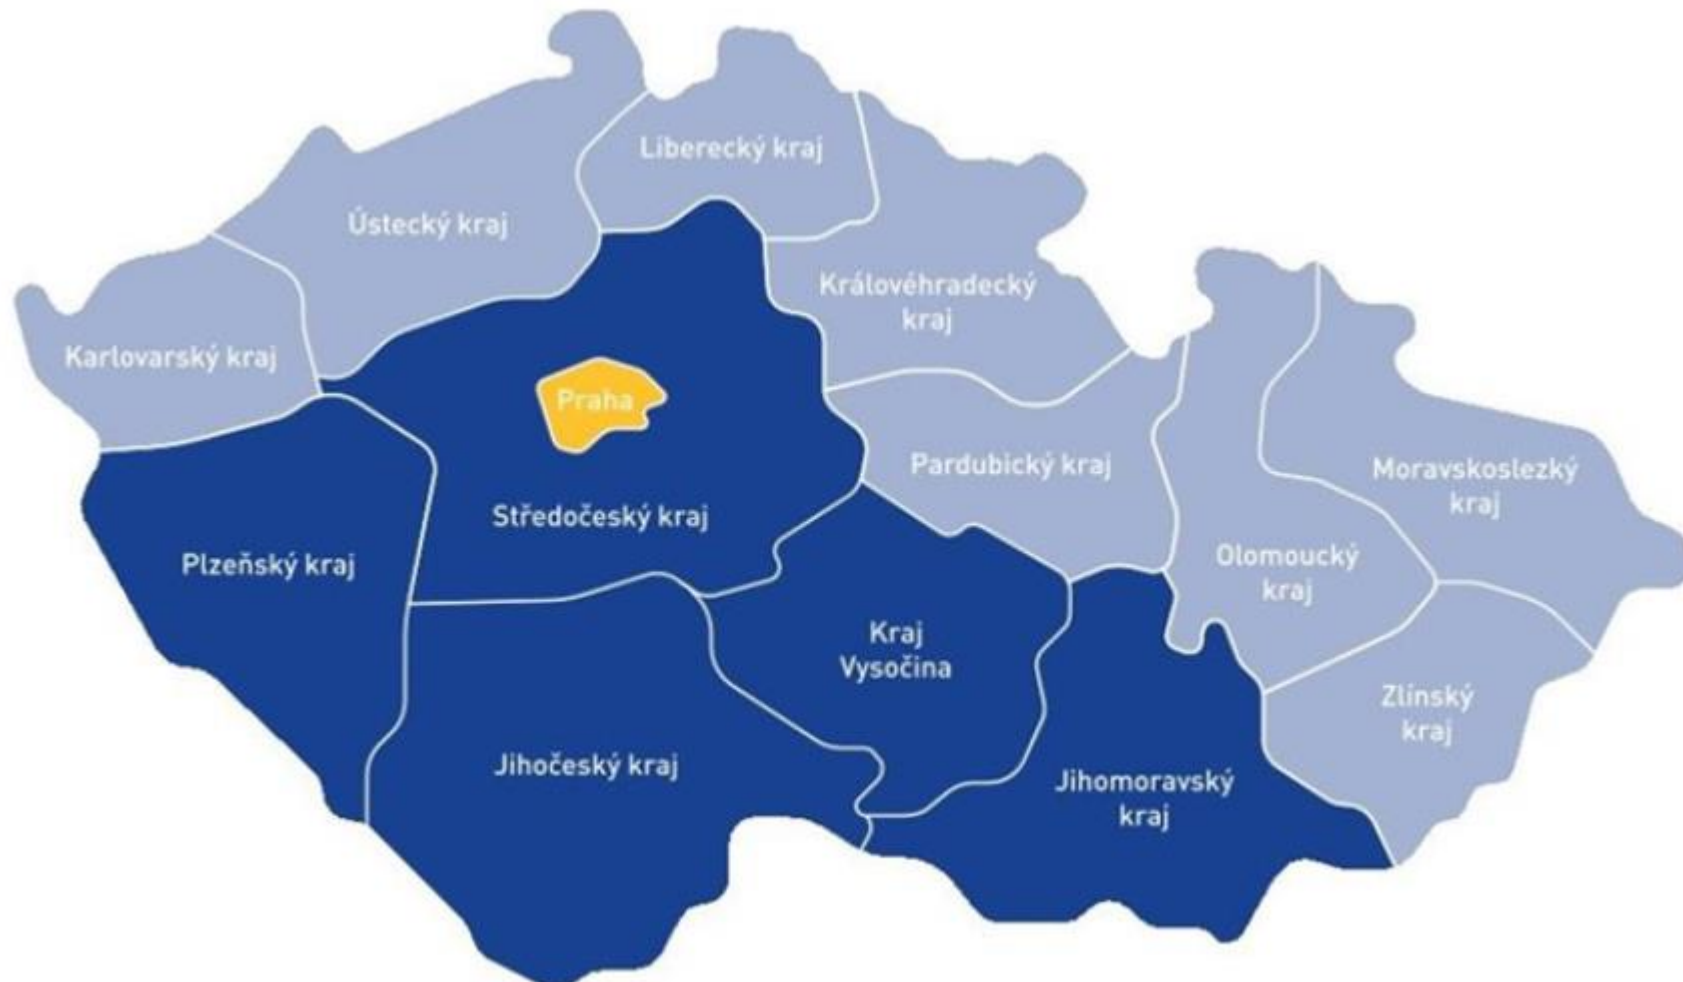 Liberecký kraj
Ústecký kraj
Královéhradecký
kraj
Karlovarský kraj
Praha
Pardubický kraj
Moravskoslezký
kraj
Středočeský kraj
Plzeňský kraj
Olomoucký
kraj
Kraj
Vysočina
Zlínský
kraj
Jihočeský kraj
Jihomoravský
kraj